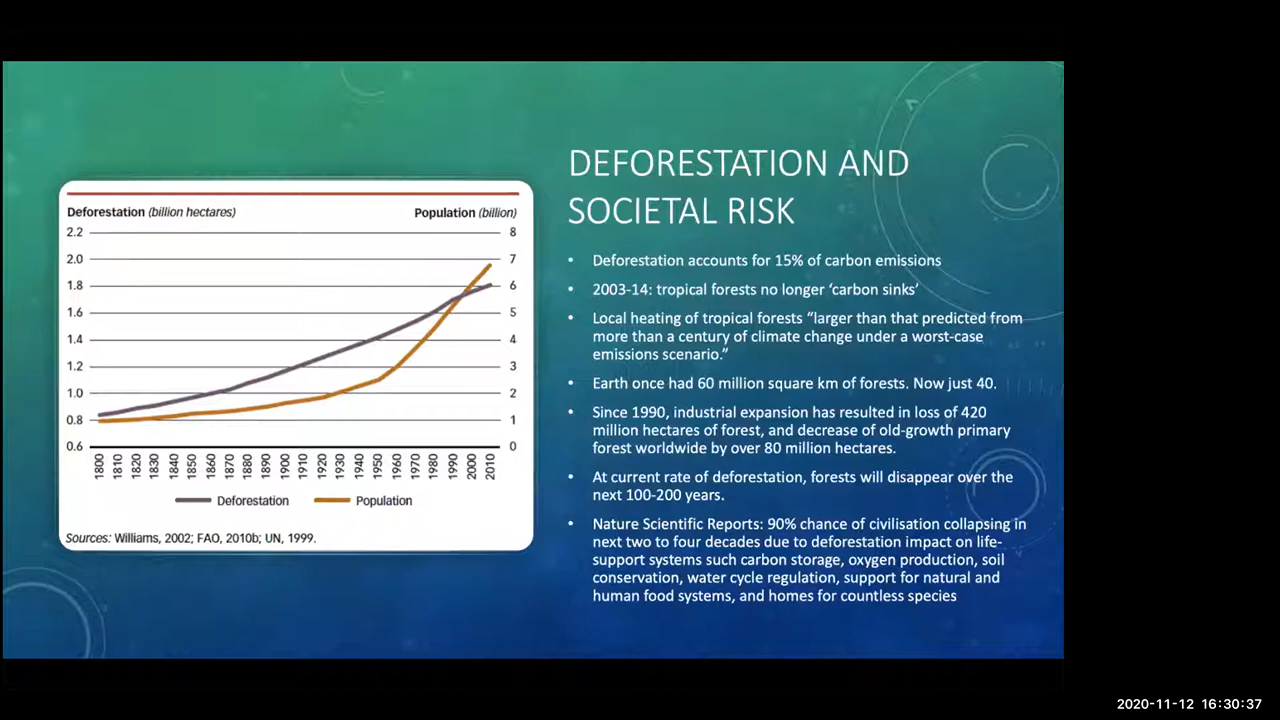 DEFORESTATION AND
SOCIETAL RISK
Deforestation (billion hectares)
Population (billion)
2.2
2.0
1.8
1.6
1.4
1.2
1.0
0.8
0.6
8
7
6
5
4
3
2
1
0
1800
1810
1820
1830
1840
1850
1860
1870
1880
1890
1900
1910
1920
1930
1940
1950
1960
1970
1980
1990
2000
2010
Deforestation
Population
Sources: Williams, 2002; FAO, 2010b; UN, 1999.
• Deforestation accounts for 15% of carbon emissions
• 2003-14: tropical forests no longer ‘carbon sinks’
• Local heating of tropical forests “larger than that predicted from
more than a century of climate change under a worst-case
emissions scenario.”
• Earth once had 60 million square km of forests. Now just 40.
• Since 1990, industrial expansion has resulted in loss of 420
million hectares of forest, and decrease of old-growth primary
forest worldwide by over 80 million hectares.
• At current rate of deforestation, forests will disappear over the
next 100-200 years.
• Nature Scientific Reports: 90% chance of civilisation collapsing in
next two to four decades due to deforestation impact on life-
support systems such carbon storage, oxygen production, soil
conservation, water cycle regulation, support for natural and
human food systems, and homes for countless species
2020-11-12 16:30:37